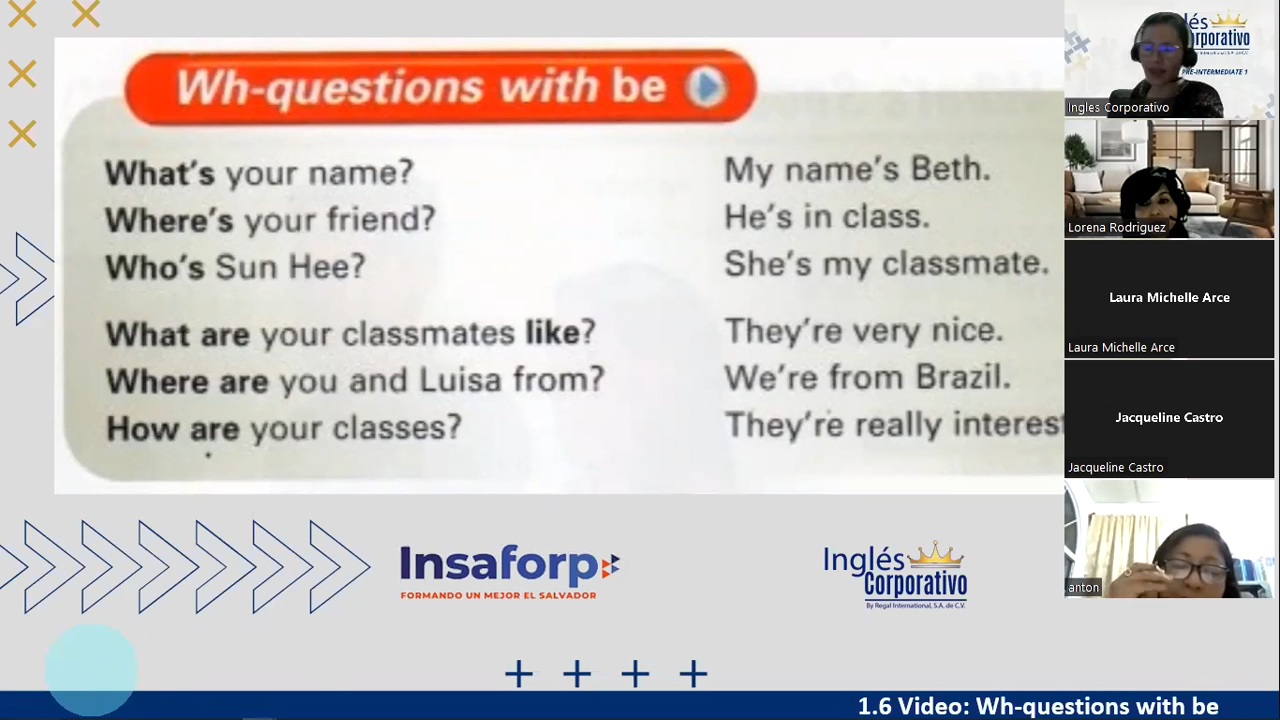 Wh-questions with be
What's your name? My name's Beth.
Where's your friend? He's in class.
Who's Sun Hee? She's my classmate.
What are your classmates like? They're very nice.
Where are you and Luisa from? We're from Brazil.
How are your classes? They're really interest
Insaforp
FORMANDO UN MEJOR EL SALVADOR
Inglés
Corporativo
By Regal International, S.A. de C.V.
1.6 Video: Wh-questions with be
lés
orporativo
PRE-INTERMEDIATE 1
Ingles Corporativo
Lorena Rodriguez
Laura Michelle Arce
Laura Michelle Arce
Jacqueline Castro
Jacqueline Castro
anton